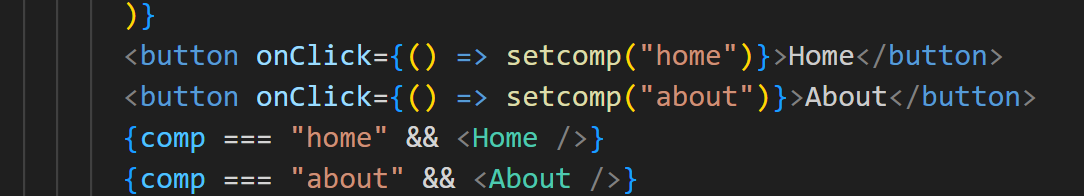 )}
<button onClick={() => setcomp("home")}>Home</button>
<button onClick={() => setcomp("about")}>About</button>
{comp === "home" && <Home />}
{comp === "about" && <About />}